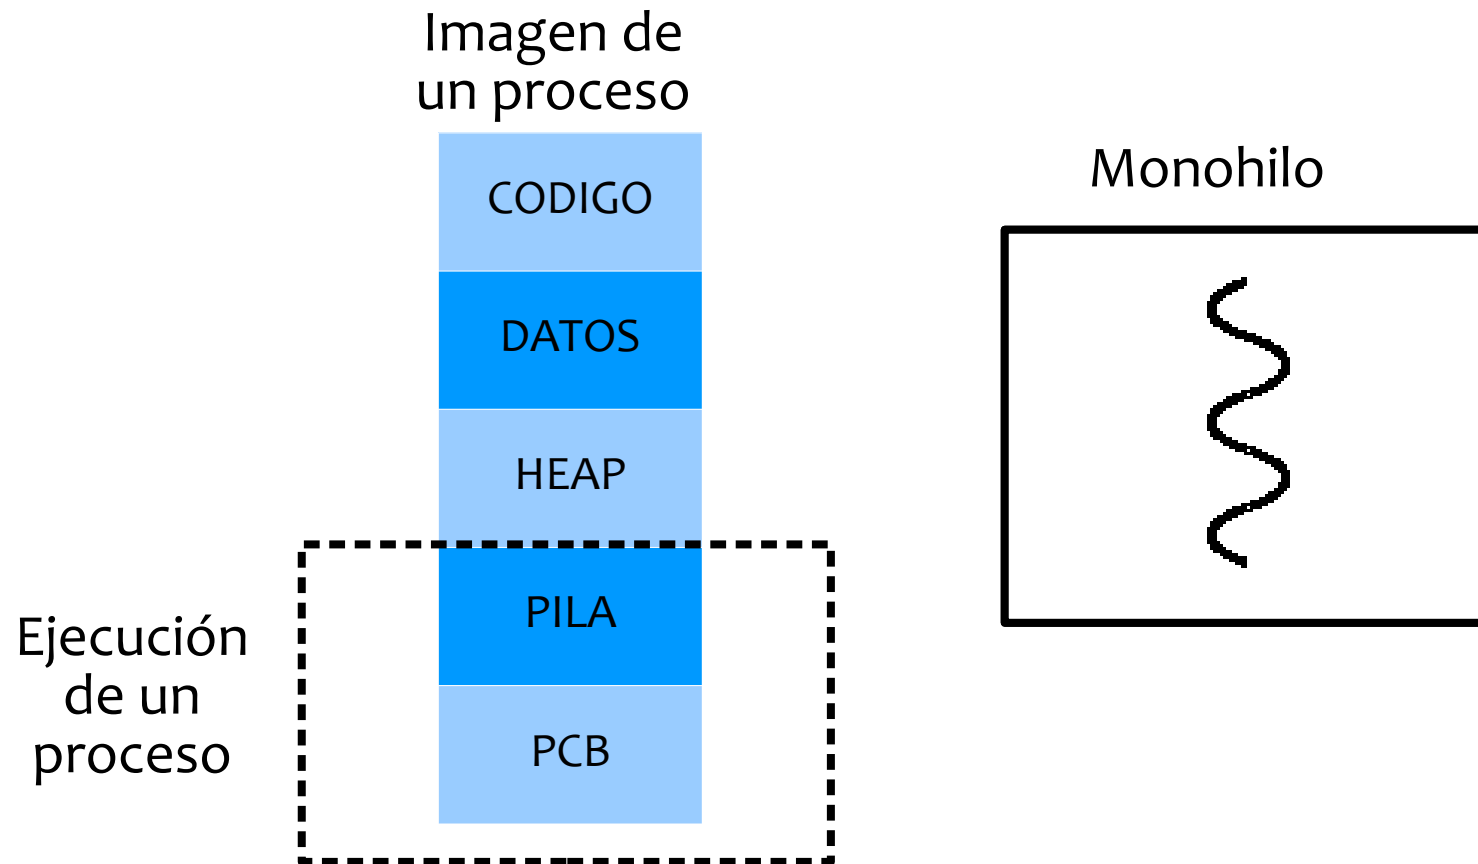 Imagen de
un proceso
CODIGO
DATOS
HEAP
PILA
PCB
Ejecución
de un
proceso
Monohilo